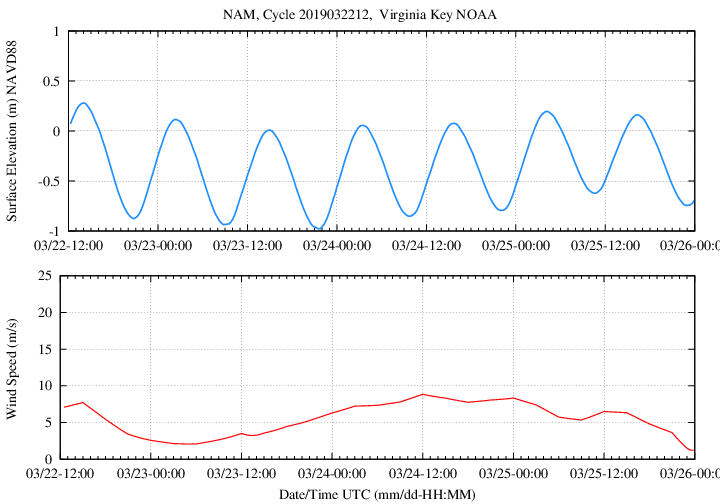 NAM, Cycle 2019032212,  Virginia Key NOAA
Surface Elevation (m) NAVD88
1
0.5
0
-0.5
-1
03/22-12:00 03/23-00:00 03/23-12:00 03/24-00:00 03/24-12:00 03/25-00:00 03/25-12:00 03/26-00:0
Wind Speed (m/s)
25
20
15
10
5
0
03/22-12:00 03/23-00:00 03/23-12:00 03/24-00:00 03/24-12:00 03/25-00:00 03/25-12:00 03/26-00:0
Date/Time UTC (mm/dd-HH:MM)